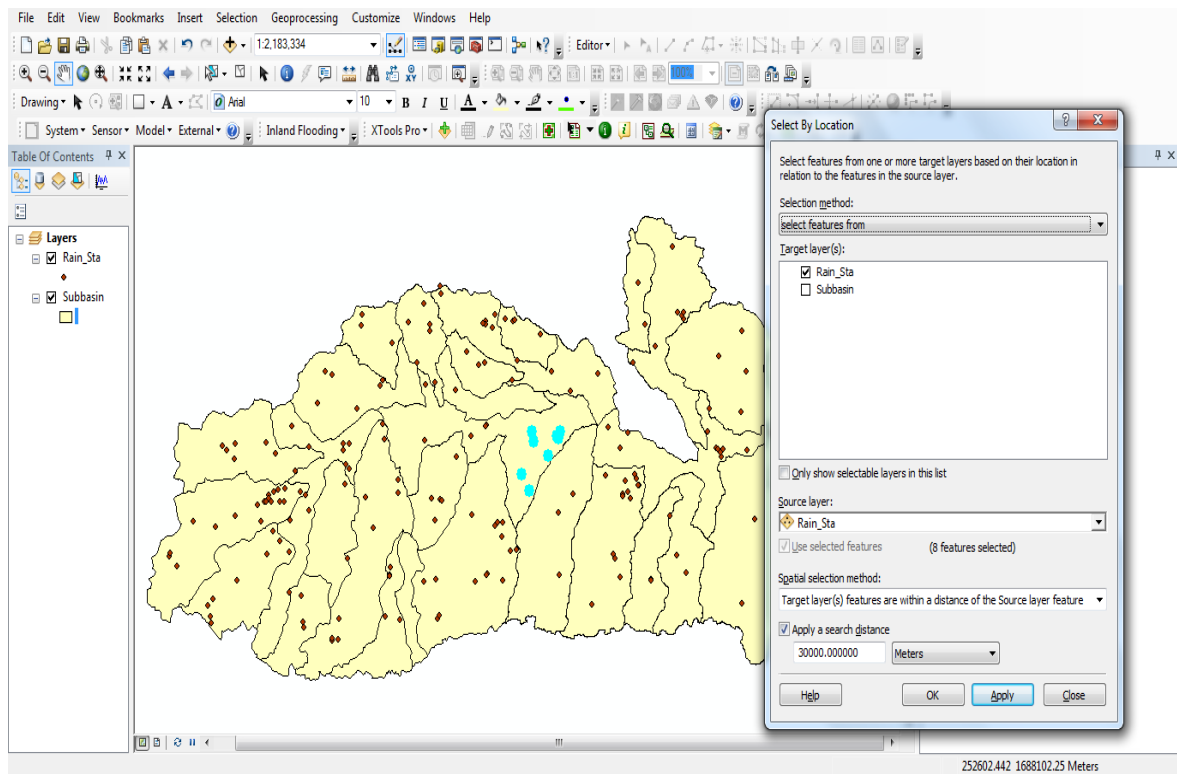 File Edit View Bookmarks Insert Selection Geoprocessing Customize Windows Help
1:2,183,334 Editor
100%
Drawing A Arial 10 B I U A
System Sensor Model External Inland Flooding XTools Pro
Table Of Contents
Layers
Rain_Sta
Subbasin
Select By Location
Select features from one or more target layers based on their location in
relation to the features in the source layer.
Selection method:
select features from
Target layer(s):
Rain_Sta
Subbasin
Only show selectable layers in this list
Source layer:
Rain_Sta
Use selected features (8 features selected)
Spatial selection method:
Target layer(s) features are within a distance of the Source layer feature
Apply a search distance
30000.000000 Meters
Help OK Apply Close
252602.442 1688102.25 Meters